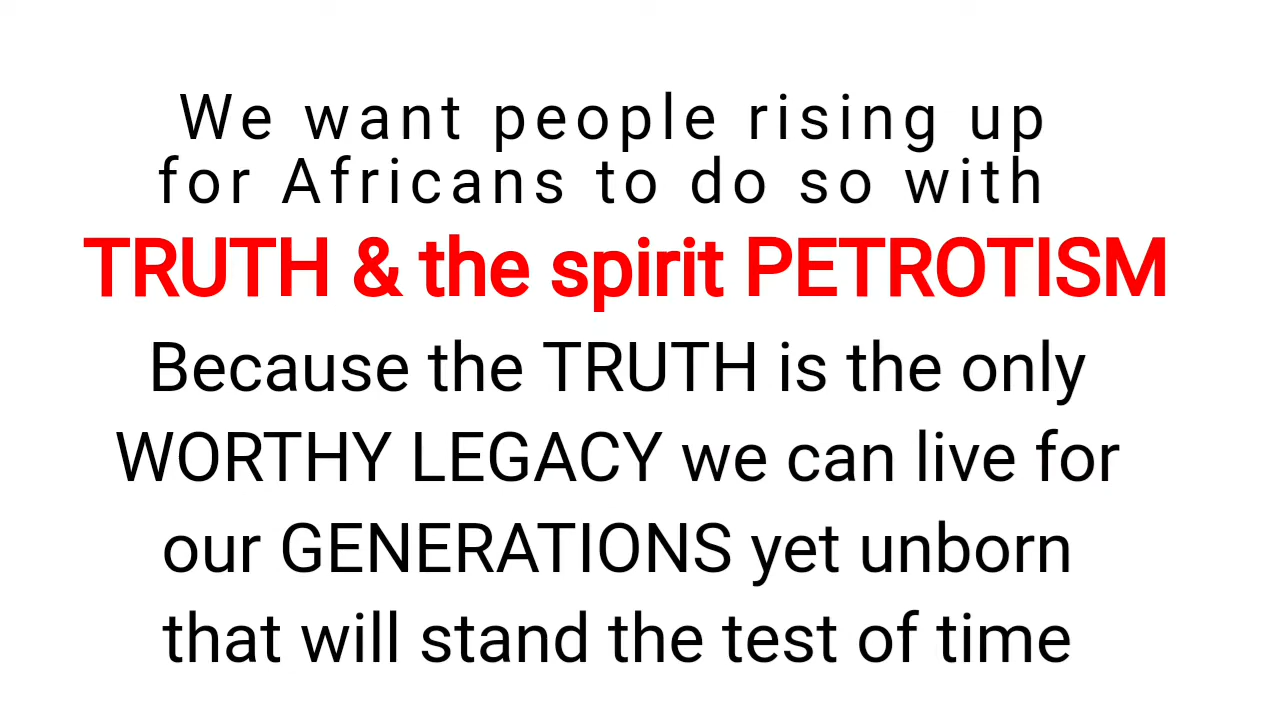 We want people rising up
for Africans to do so with
TRUTH & the spirit PETROTISM
Because the TRUTH is the only
WORTHY LEGACY we can live for
our GENERATIONS yet unborn
that will stand the test of time